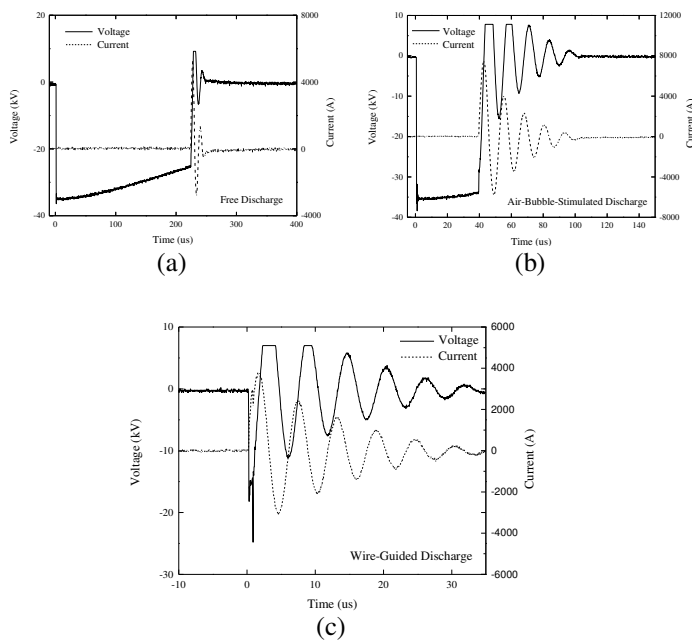 20
8000
Voltage
Current
10
4000
0
0
-10
-20
-30
-40
-4000
Voltage (kV)
Current (A)
Free Discharge
0
100
200
300
400
Time (us)
(a)
10
12000
Voltage
Current
0
8000
-10
4000
-20
0
-30
-4000
-40
-8000
Voltage (kV)
Current (A)
Air-Bubble-Stimulated Discharge
0
20
40
60
80
100
120
140
Time (us)
(b)
10
6000
Voltage
Current
4000
0
2000
-10
0
-2000
-20
-4000
-30
-6000
Voltage (kV)
Current (A)
Wire-Guided Discharge
-10
0
10
20
30
Time (us)
(c)